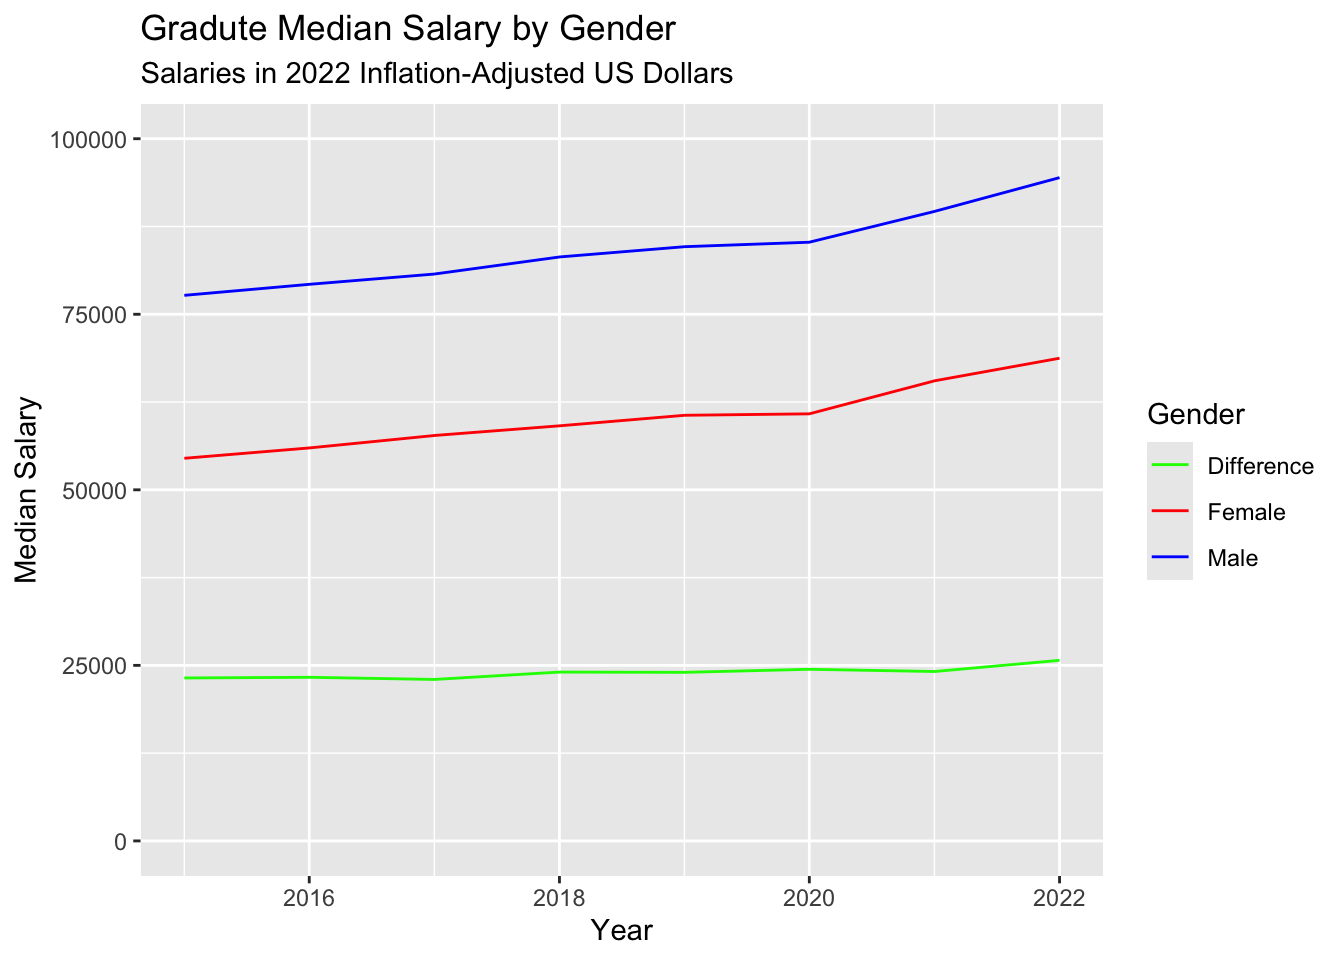 Gradute Median Salary by Gender
Salaries in 2022 Inflation-Adjusted US Dollars
100000
75000
50000
25000
0
Median Salary
2016 2018 2020 2022
Year
Gender
Difference
Female
Male